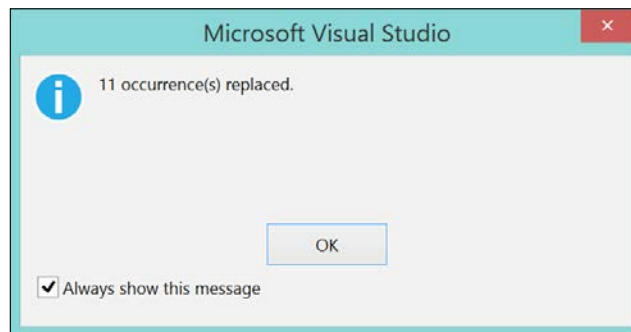 Microsoft Visual Studio
11 occurrence(s) replaced.
OK
Always show this message